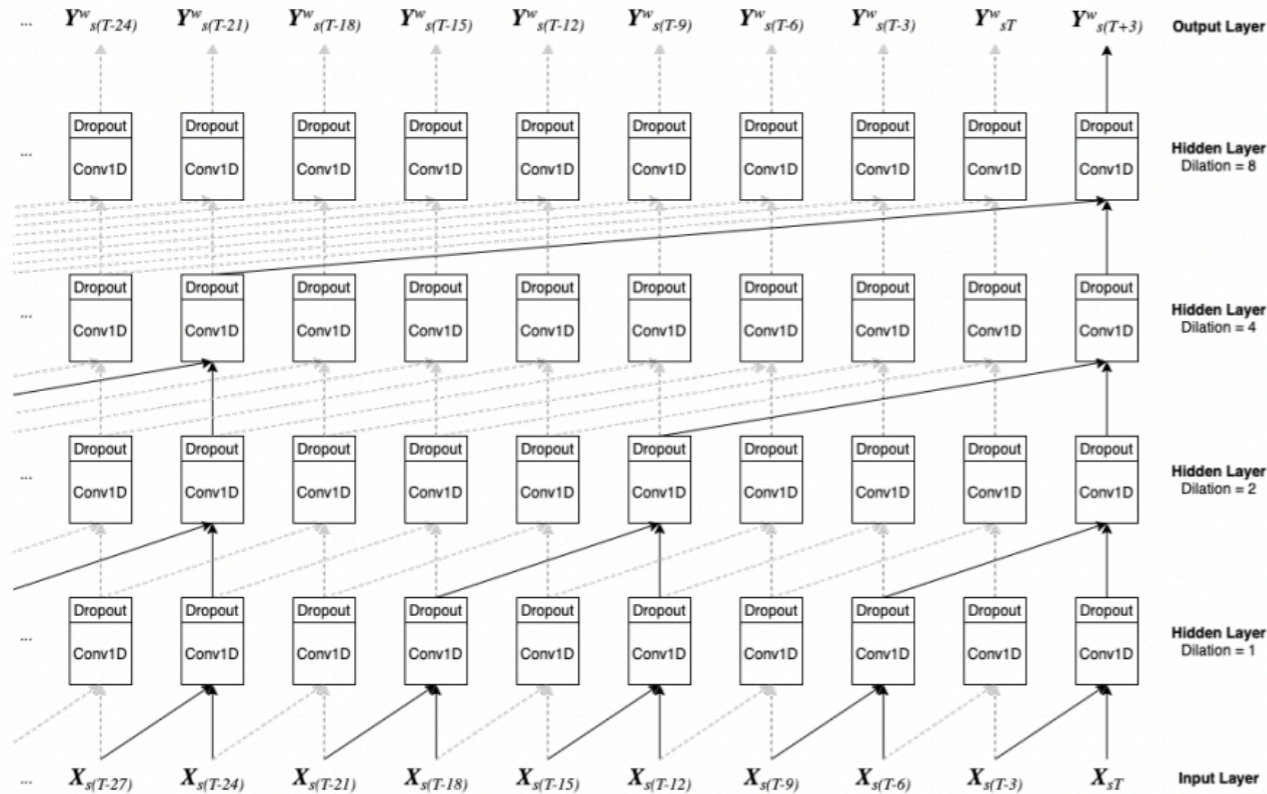 ... Y^w_s(T-24) Y^w_s(T-21) Y^w_s(T-18) Y^w_s(T-15) Y^w_s(T-12) Y^w_s(T-9) Y^w_s(T-6) Y^w_s(T-3) Y^w_sT Y^w_s(T+3) Output Layer
Dropout Dropout Dropout Dropout Dropout Dropout Dropout Dropout Dropout Dropout
... Hidden Layer
Conv1D Conv1D Conv1D Conv1D Conv1D Conv1D Conv1D Conv1D Conv1D Conv1D Dilation = 8
Dropout Dropout Dropout Dropout Dropout Dropout Dropout Dropout Dropout Dropout
... Hidden Layer
Conv1D Conv1D Conv1D Conv1D Conv1D Conv1D Conv1D Conv1D Conv1D Conv1D Dilation = 4
Dropout Dropout Dropout Dropout Dropout Dropout Dropout Dropout Dropout Dropout
... Hidden Layer
Conv1D Conv1D Conv1D Conv1D Conv1D Conv1D Conv1D Conv1D Conv1D Conv1D Dilation = 2
Dropout Dropout Dropout Dropout Dropout Dropout Dropout Dropout Dropout Dropout
... Hidden Layer
Conv1D Conv1D Conv1D Conv1D Conv1D Conv1D Conv1D Conv1D Conv1D Conv1D Dilation = 1
... X_s(T-27) X_s(T-24) X_s(T-21) X_s(T-18) X_s(T-15) X_s(T-12) X_s(T-9) X_s(T-6) X_s(T-3) X_sT Input Layer